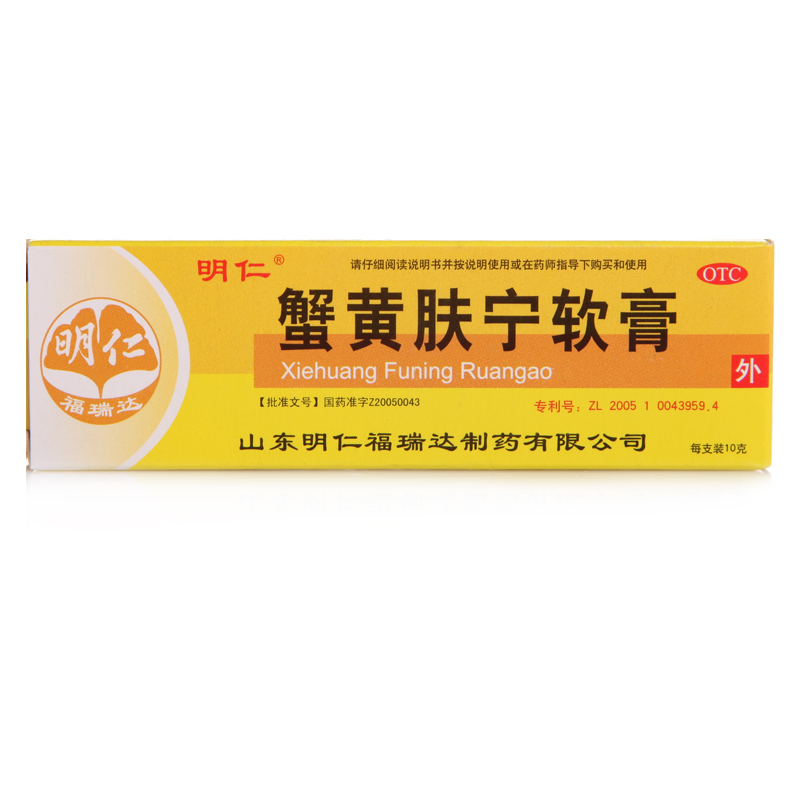 明仁®
请仔细阅读说明书并按说明使用或在药师指导下购买和使用
OTC
蟹黄肤宁软膏
Xiehuang Funing Ruangao
外
明仁
福瑞达
【批准文号】国药准字Z20050043
专利号: ZL 2005 1 0043959.4
山东明仁福瑞达制药有限公司
每支装10克